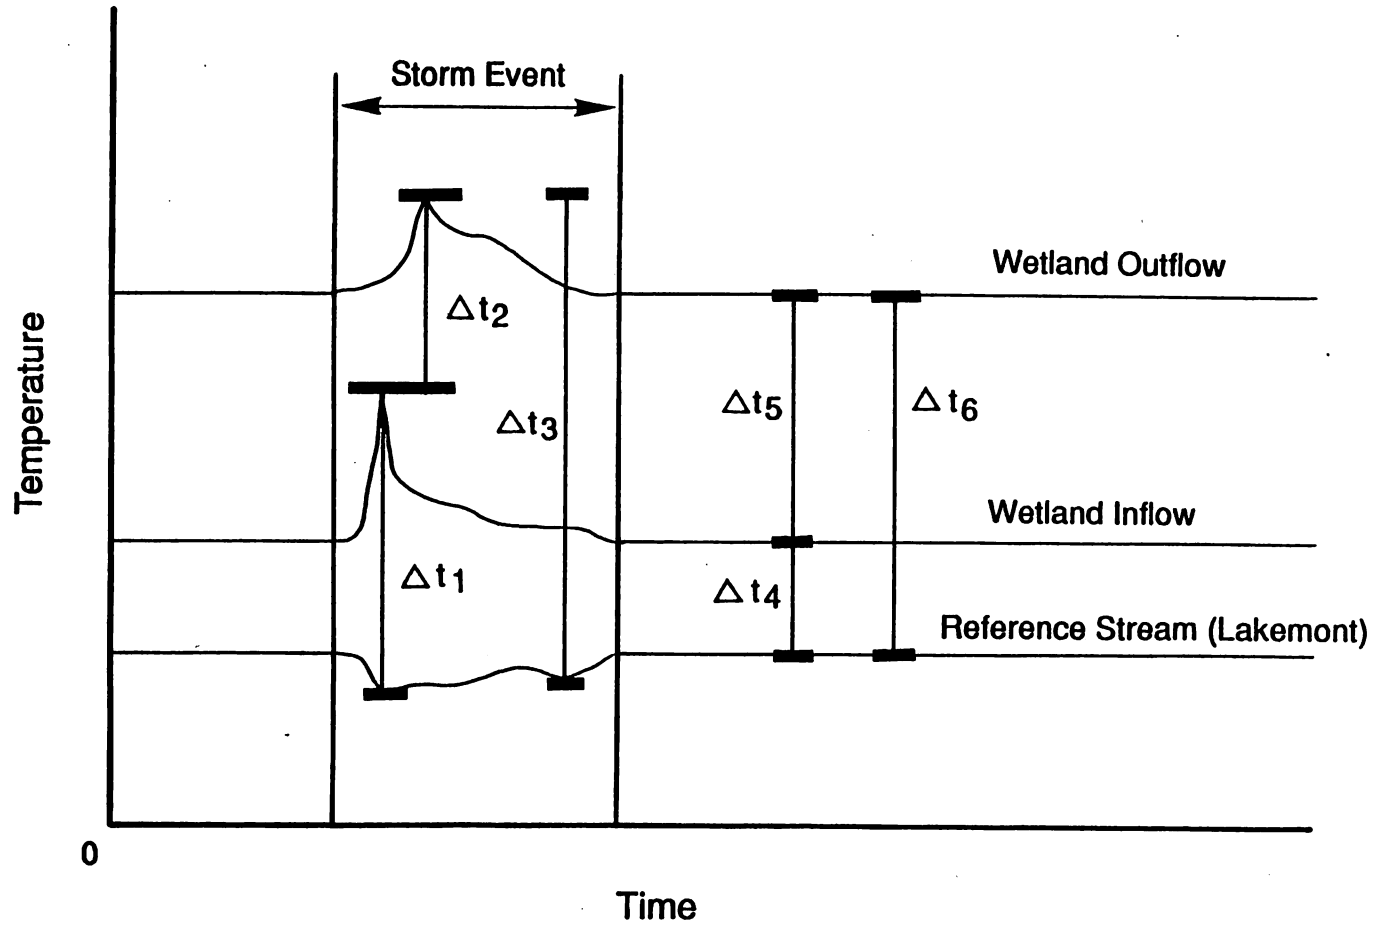 Storm Event
Wetland Outflow
Δt2
Temperature
Δt3
Δt5
Δt6
Wetland Inflow
Δt1
Δt4
Reference Stream (Lakemont)
0
Time